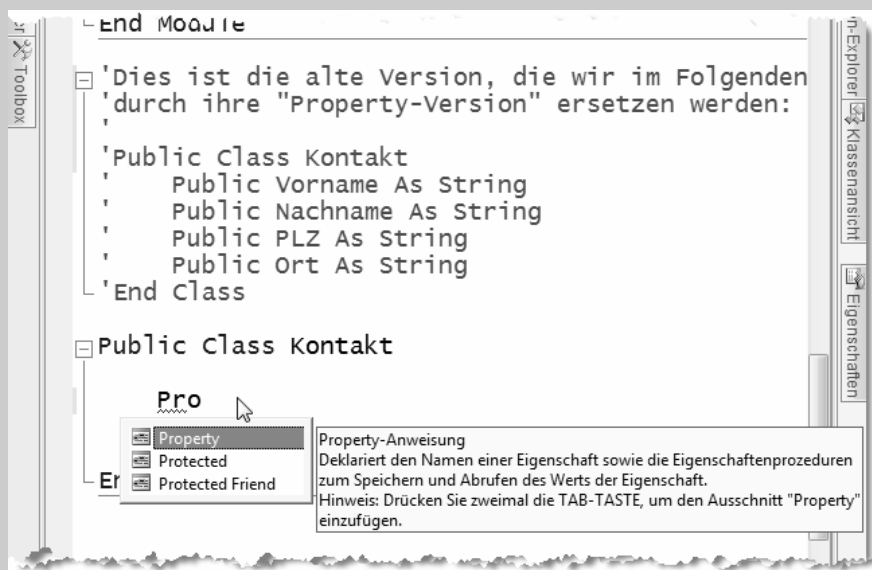 End Module
'Dies ist die alte Version, die wir im Folgenden
'durch ihre "Property-Version" ersetzen werden:
'
'Public Class Kontakt
'    Public Vorname As String
'    Public Nachname As String
'    Public PLZ As String
'    Public Ort As String
'End Class
Public Class Kontakt
Pro
Property
Protected
Protected Friend
Property-Anweisung
Deklariert den Namen einer Eigenschaft sowie die Eigenschaftenprozeduren
zum Speichern und Abrufen des Werts der Eigenschaft.
Hinweis: Drücken Sie zweimal die TAB-TASTE, um den Ausschnitt "Property"
einzufügen.
Toolbox
n-Explorer
Klassenansicht
Eigenschaften